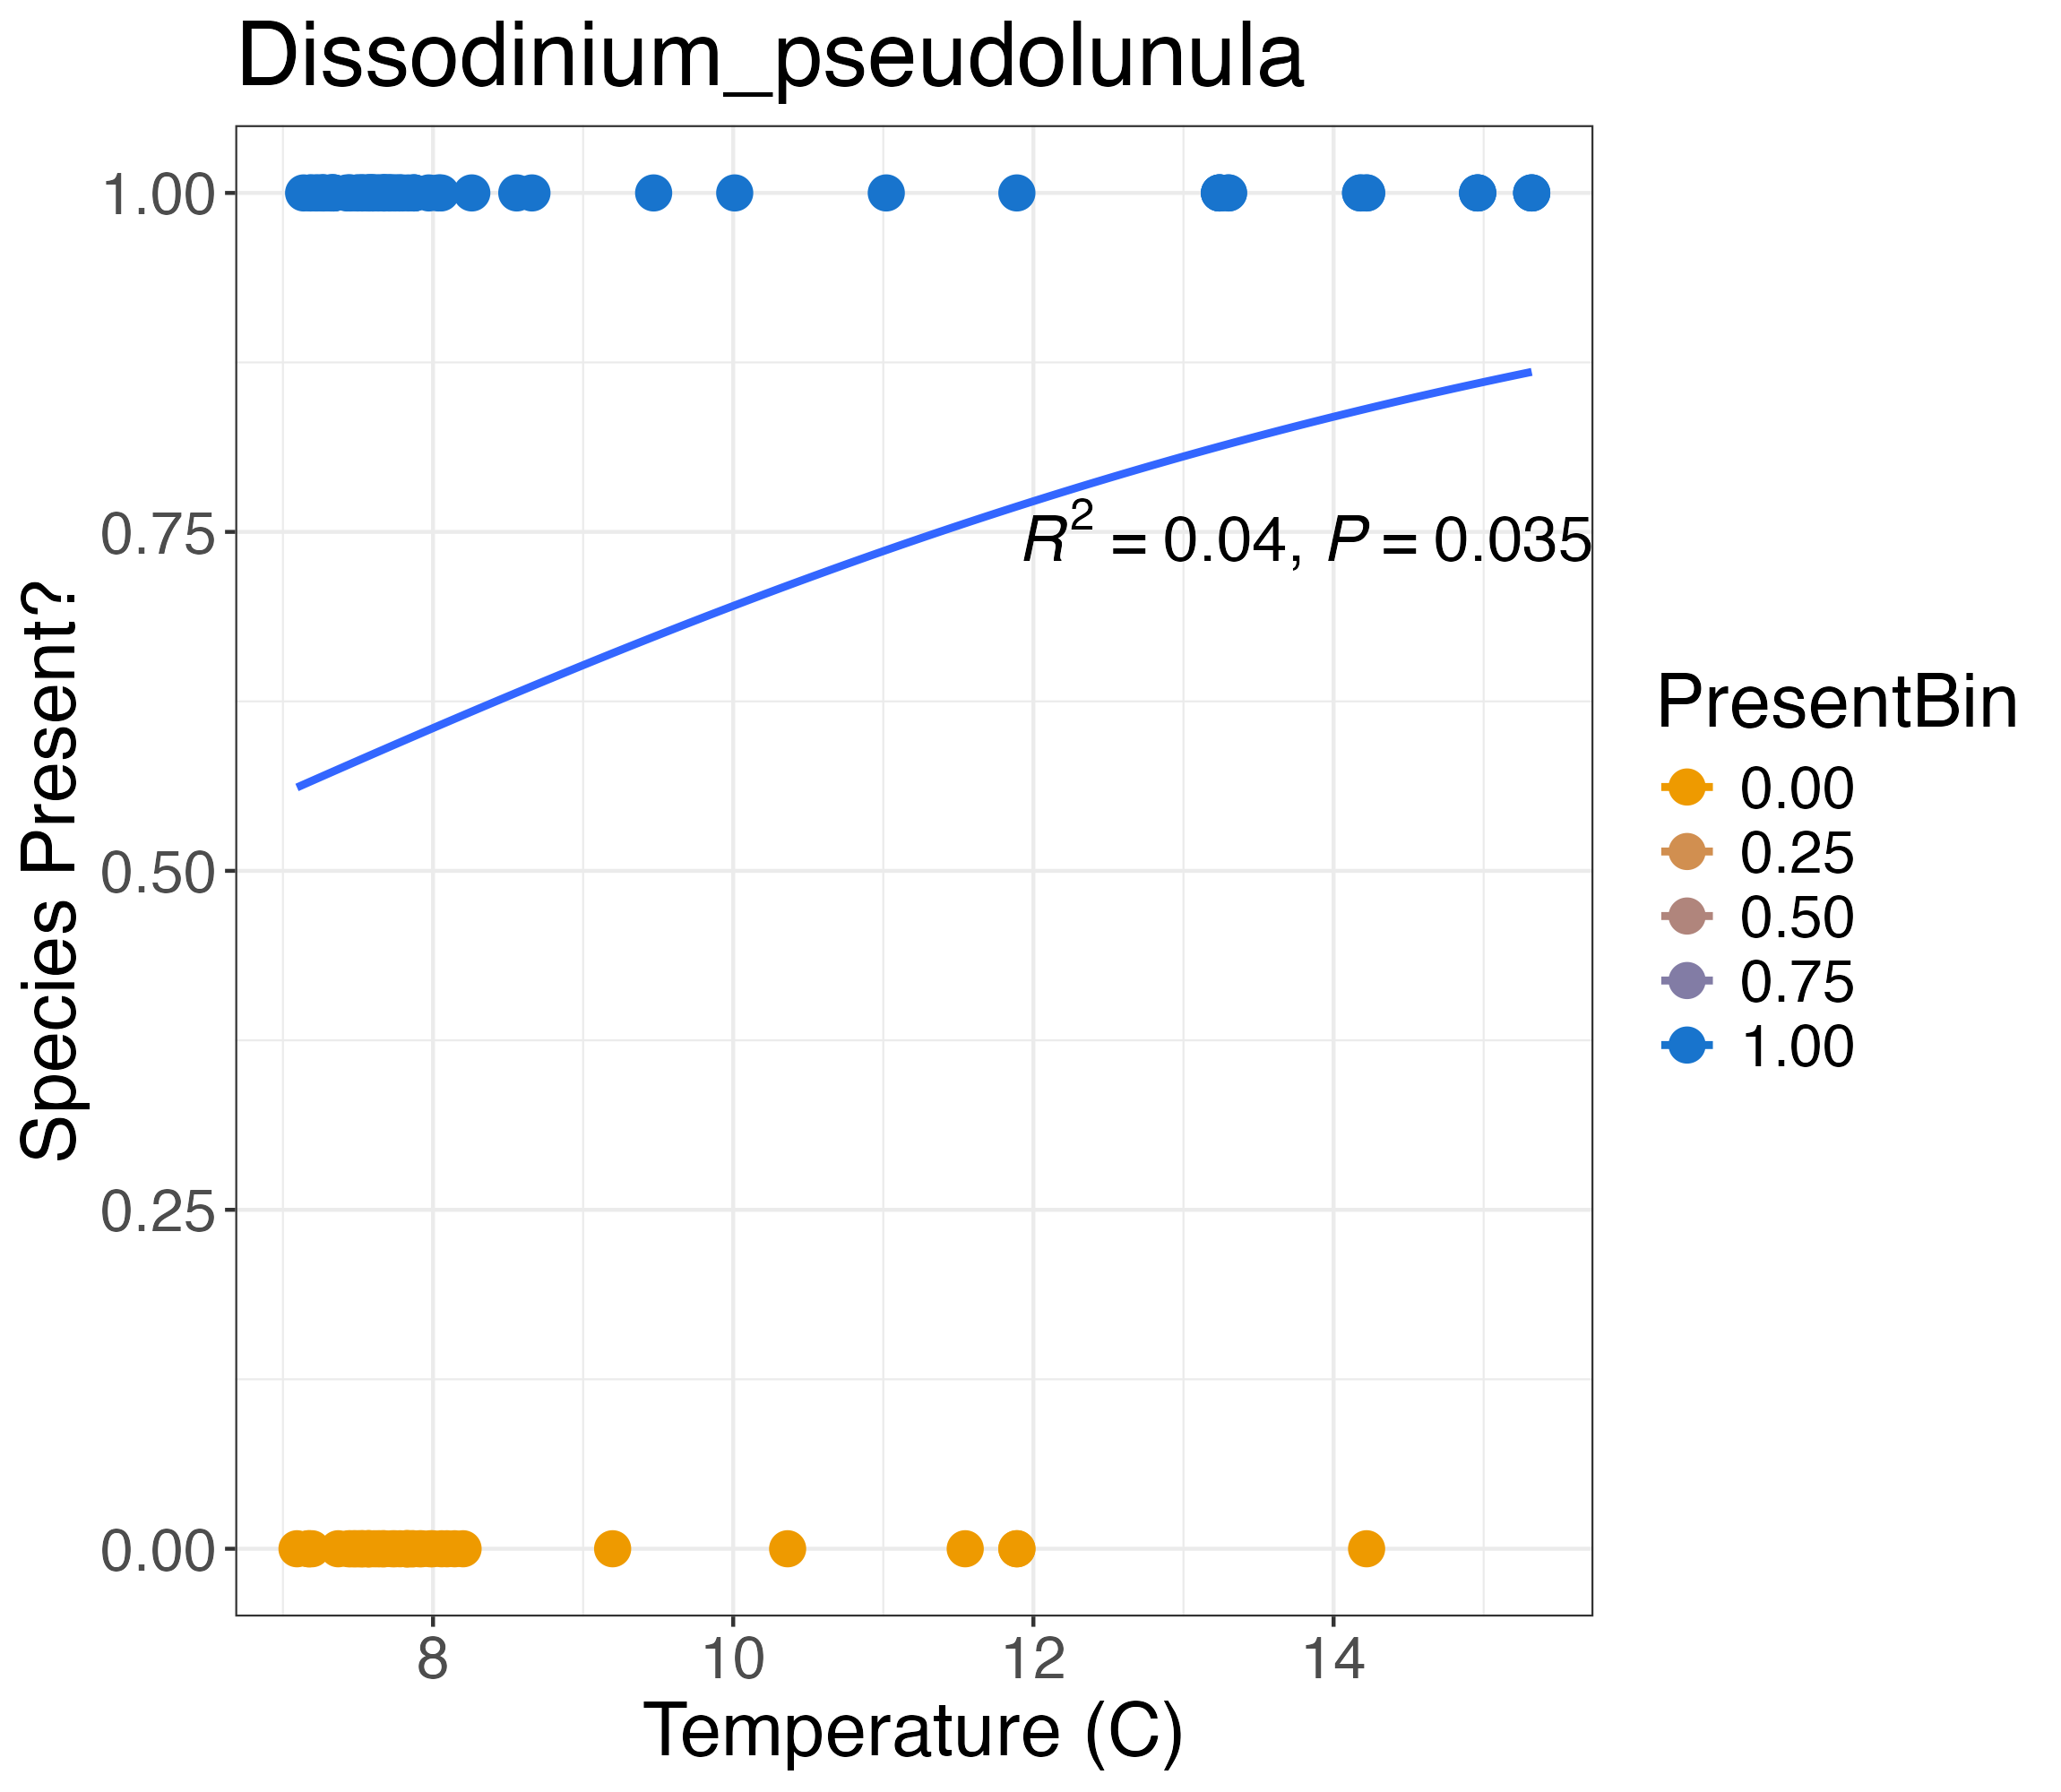 Dissodinium_pseudolunula
1.00
0.75
0.50
0.25
0.00
Species Present?
R² = 0.04, P = 0.035
8 10 12 14
Temperature (C)
PresentBin
0.00
0.25
0.50
0.75
1.00